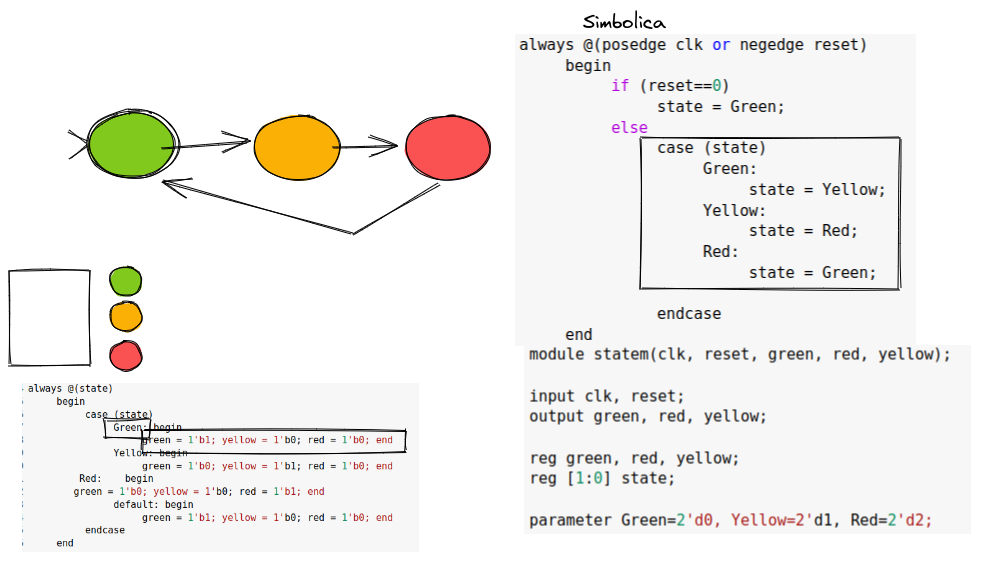 Simbolica
always @(posedge clk or negedge reset)
begin
if (reset==0)
state = Green;
else
case (state)
Green:
state = Yellow;
Yellow:
state = Red;
Red:
state = Green;
endcase
end
module statem(clk, reset, green, red, yellow);
input clk, reset;
output green, red, yellow;
reg green, red, yellow;
reg [1:0] state;
parameter Green=2'd0, Yellow=2'd1, Red=2'd2;
always @(state)
begin
case (state)
Green: begin
green = 1'b1; yellow = 1'b0; red = 1'b0; end
Yellow: begin
green = 1'b0; yellow = 1'b1; red = 1'b0; end
Red: begin
green = 1'b0; yellow = 1'b0; red = 1'b1; end
default: begin
green = 1'b1; yellow = 1'b0; red = 1'b0; end
endcase
end